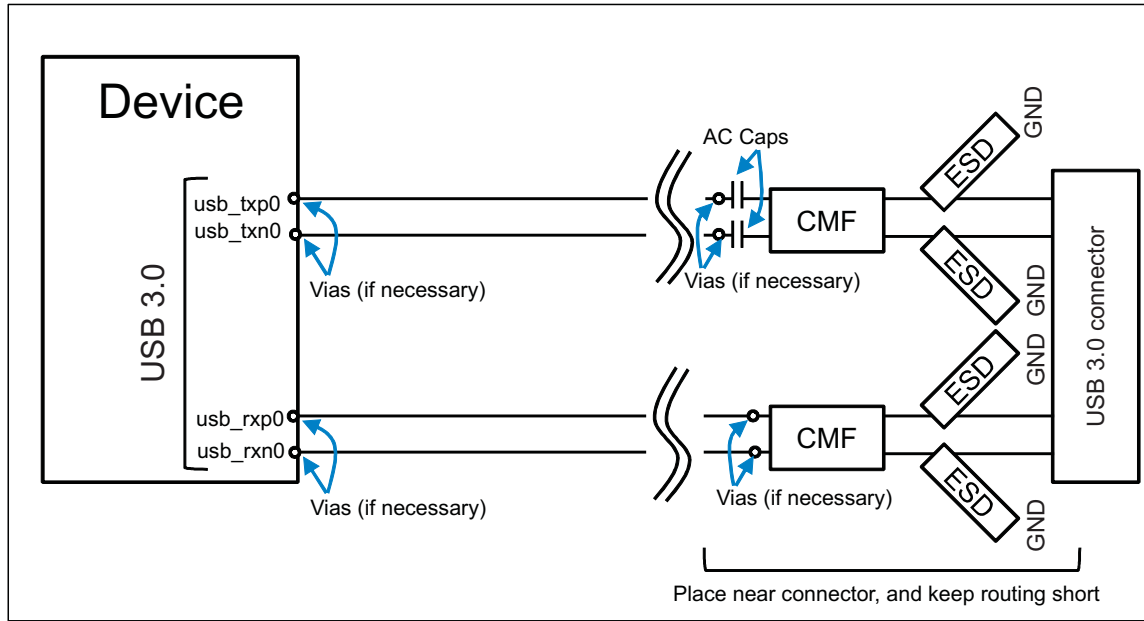 Device
USB 3.0
usb_txp0
usb_txn0
Vias (if necessary)
usb_rxp0
usb_rxn0
Vias (if necessary)
AC Caps
CMF
Vias (if necessary)
ESD
GND
ESD
GND
CMF
Vias (if necessary)
ESD
GND
ESD
GND
USB 3.0 connector
Place near connector, and keep routing short